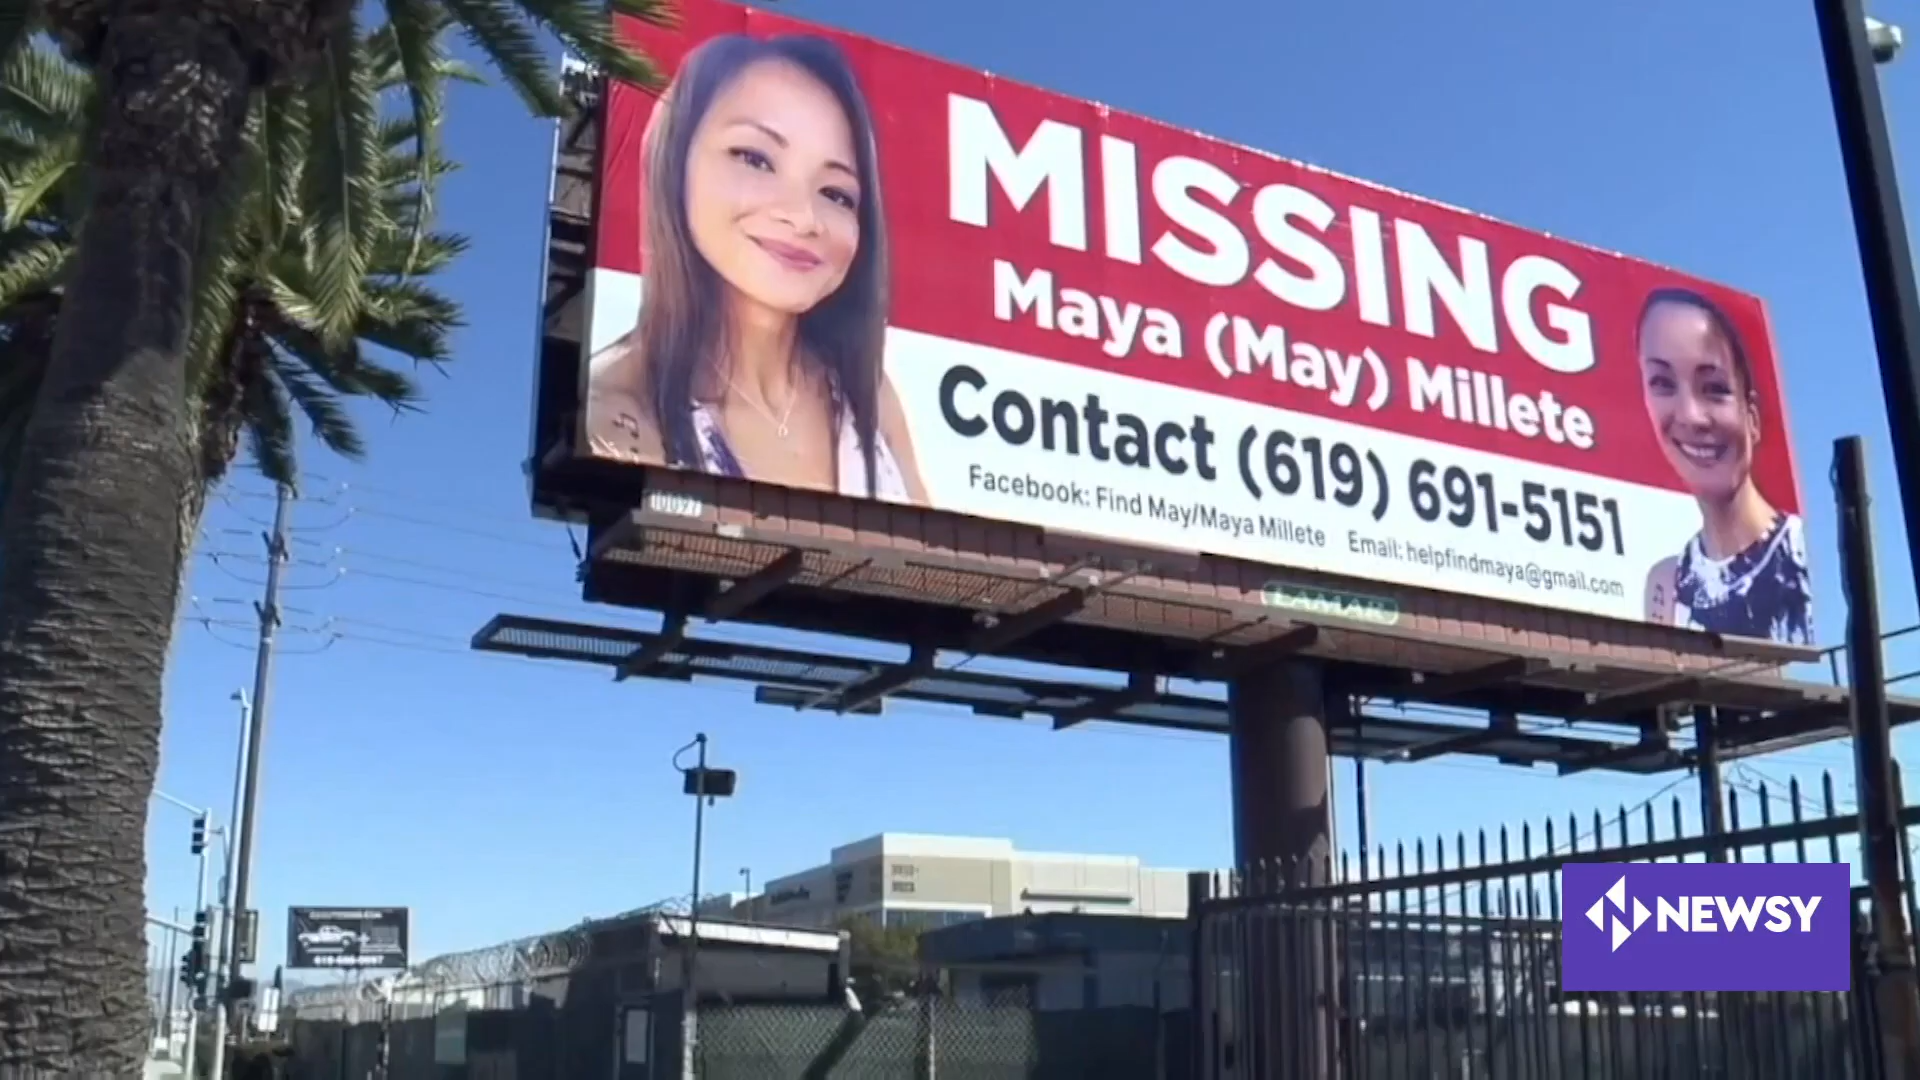 MISSING
Maya (May) Millete
Contact (619) 691-5151
Facebook: Find May/Maya Millete Email: helpfindmaya@gmail.com
10097
LAMAR
NEWSY